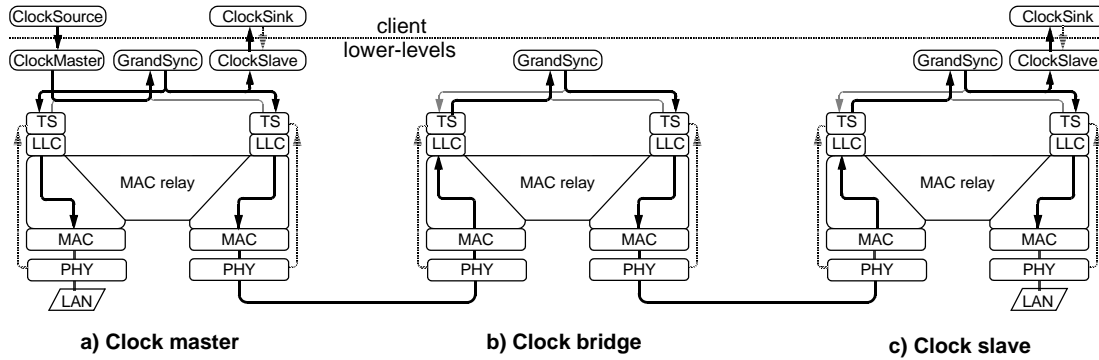 ClockSource ClockSink client ClockSink
lower-levels
ClockMaster GrandSync ClockSlave GrandSync GrandSync ClockSlave
TS TS TS TS TS TS
LLC LLC LLC LLC LLC LLC
MAC relay MAC relay MAC relay
MAC MAC MAC MAC MAC MAC
PHY PHY PHY PHY PHY PHY
LAN LAN
a) Clock master b) Clock bridge c) Clock slave